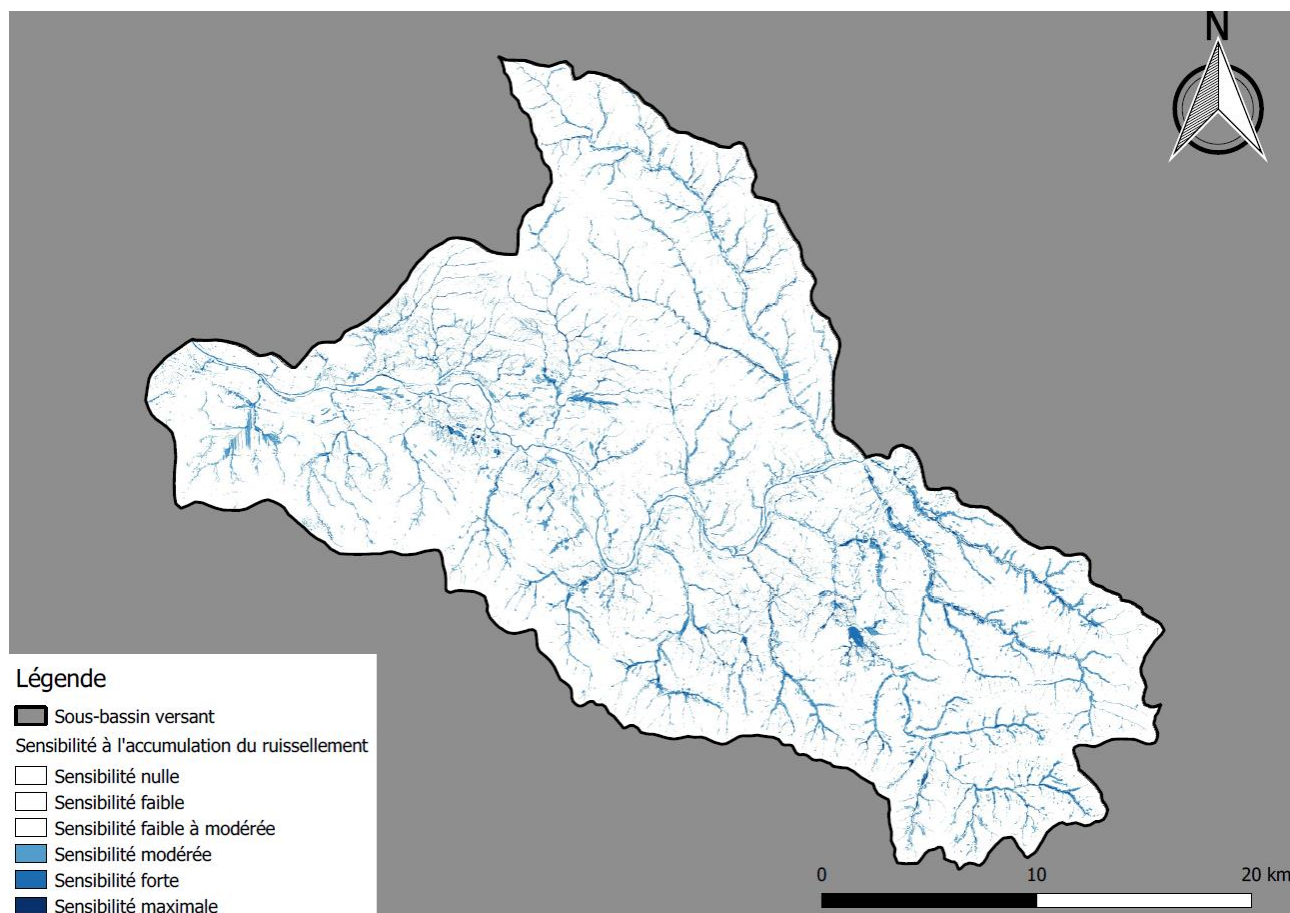 N
Légende
Sous-bassin versant
Sensibilité à l'accumulation du ruissellement
Sensibilité nulle
Sensibilité faible
Sensibilité faible à modérée
Sensibilité modérée
Sensibilité forte
Sensibilité maximale
0 10 20 km